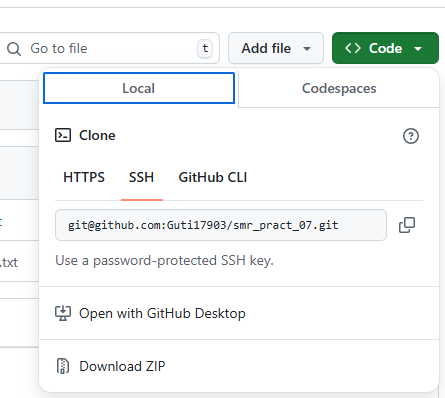 Go to file
t
Add file
Code
Local
Codespaces
Clone
HTTPS
SSH
GitHub CLI
git@github.com:Guti17903/smr_pract_07.git
Use a password-protected SSH key.
.txt
Open with GitHub Desktop
Download ZIP